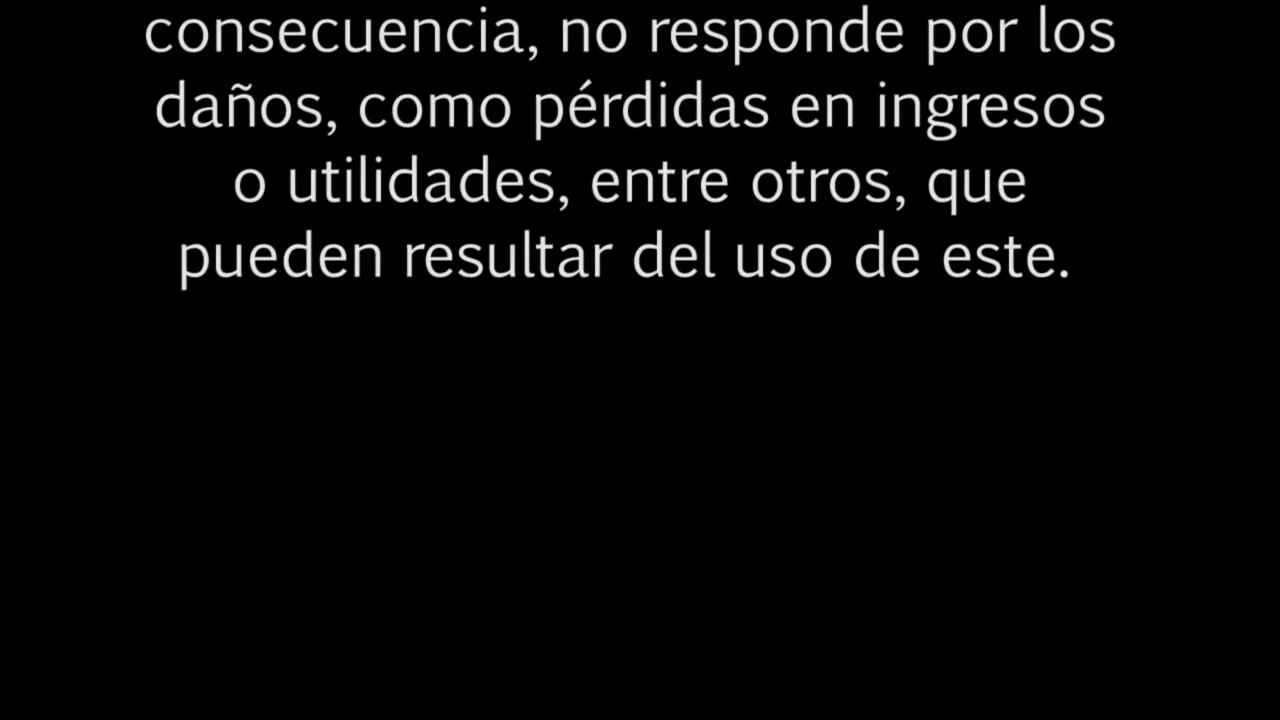 consecuencia, no responde por los
daños, como pérdidas en ingresos
o utilidades, entre otros, que
pueden resultar del uso de este.